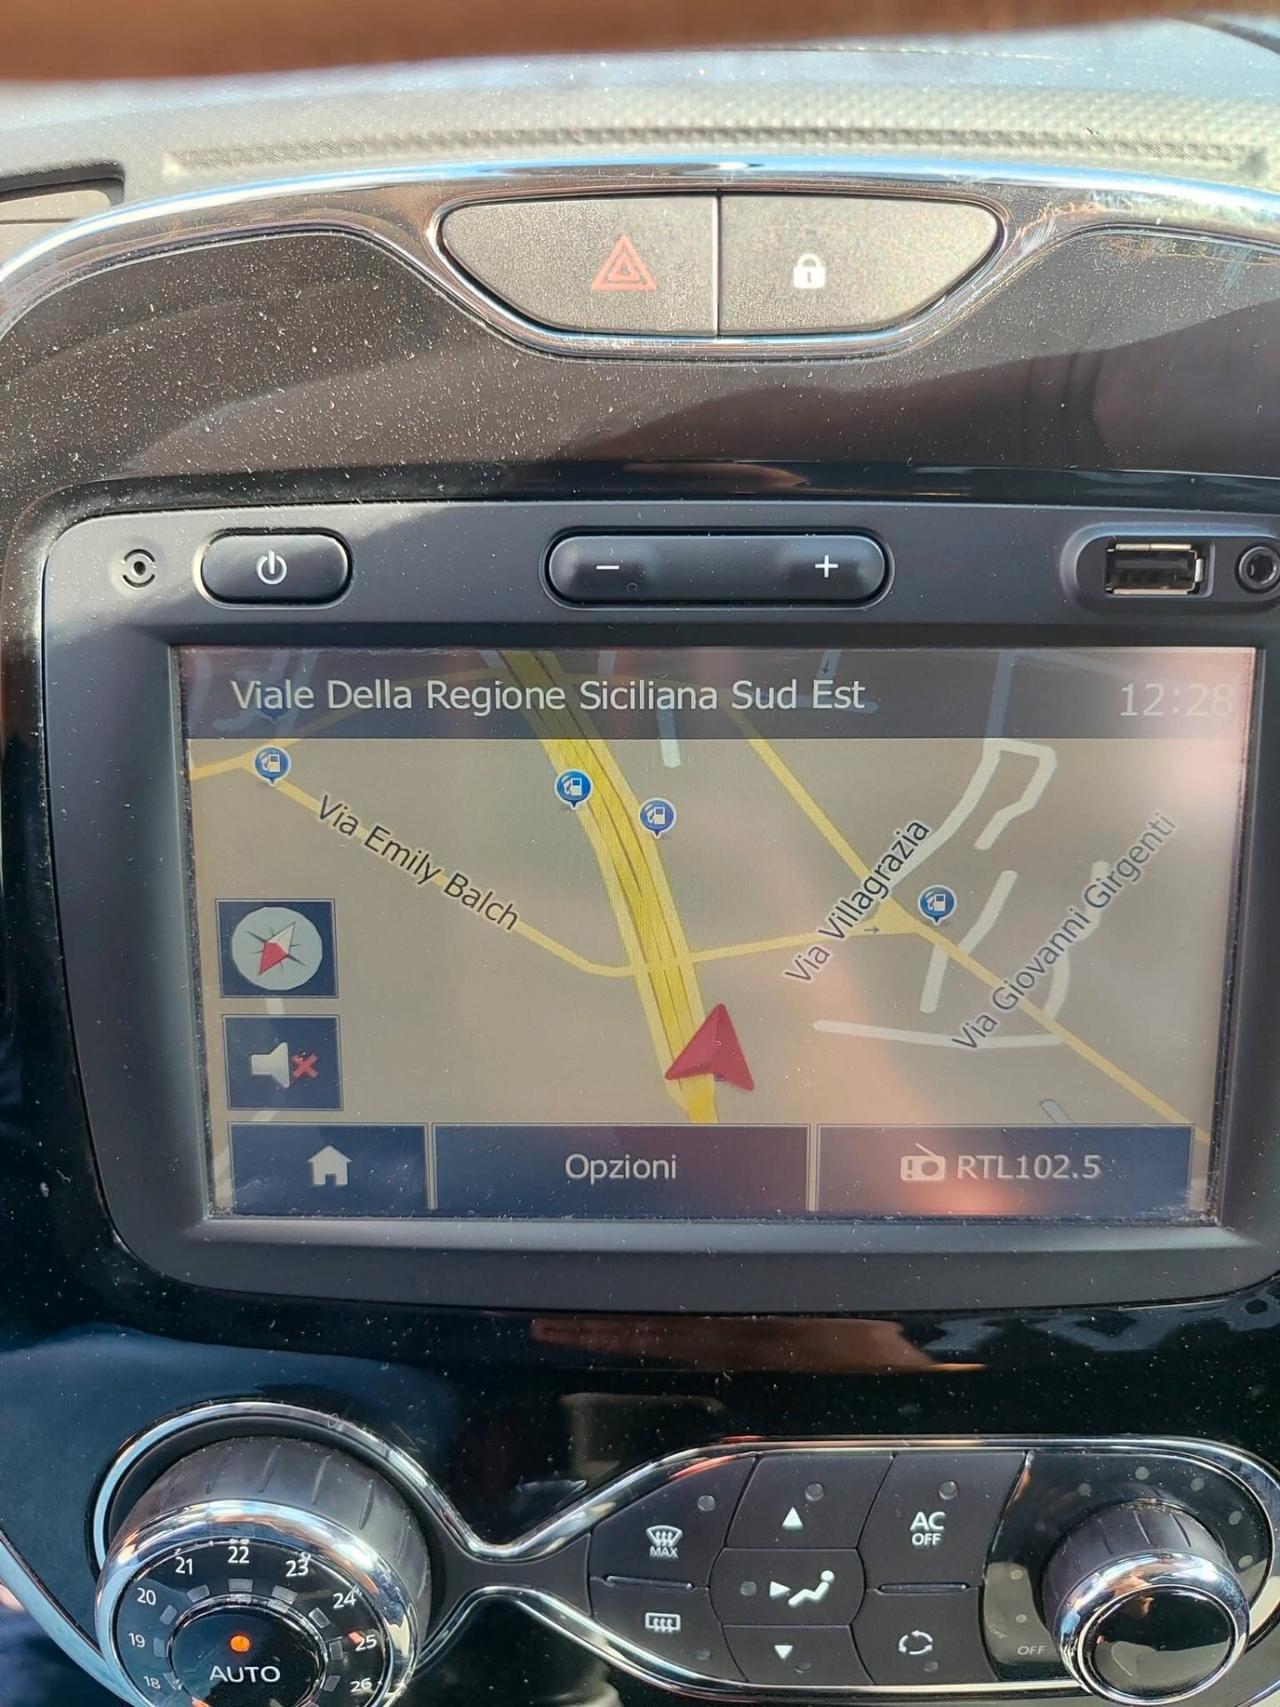 Viale Della Regione Siciliana Sud Est
12:28
Via Emily Balch
Via Villagrazia
Via Giovanni Girgenti
Opzioni
RTL102.5
18
19
20
21
22
23
24
25
26
AUTO
MAX
AC
OFF
OFF